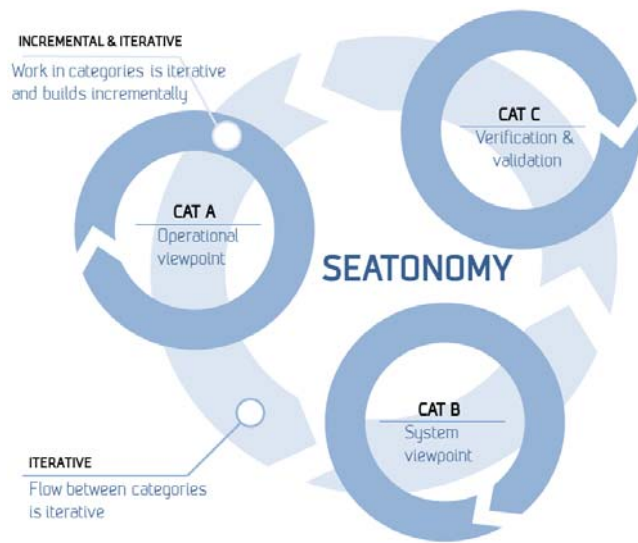 INCREMENTAL & ITERATIVE
Work in categories is iterative
and builds incrementally
CAT C
Verification &
validation
CAT A
Operational
viewpoint
SEATONOMY
CAT B
System
viewpoint
ITERATIVE
Flow between categories
is iterative